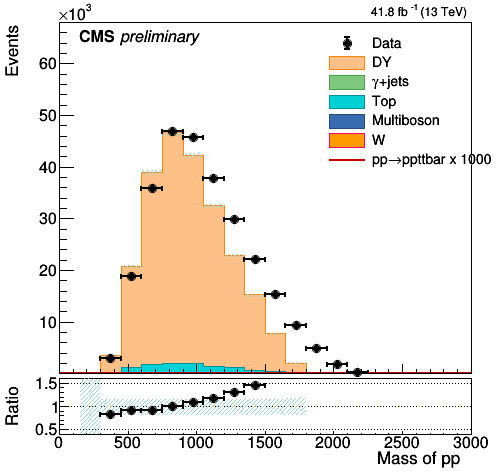 ×10³
41.8 fb⁻¹ (13 TeV)
CMS preliminary
Events
60
50
40
30
20
10
Data
DY
γ+jets
Top
Multiboson
W
pp→ppttbar x 1000
Ratio
1.5
1
0.5
0 500 1000 1500 2000 2500 3000
Mass of pp